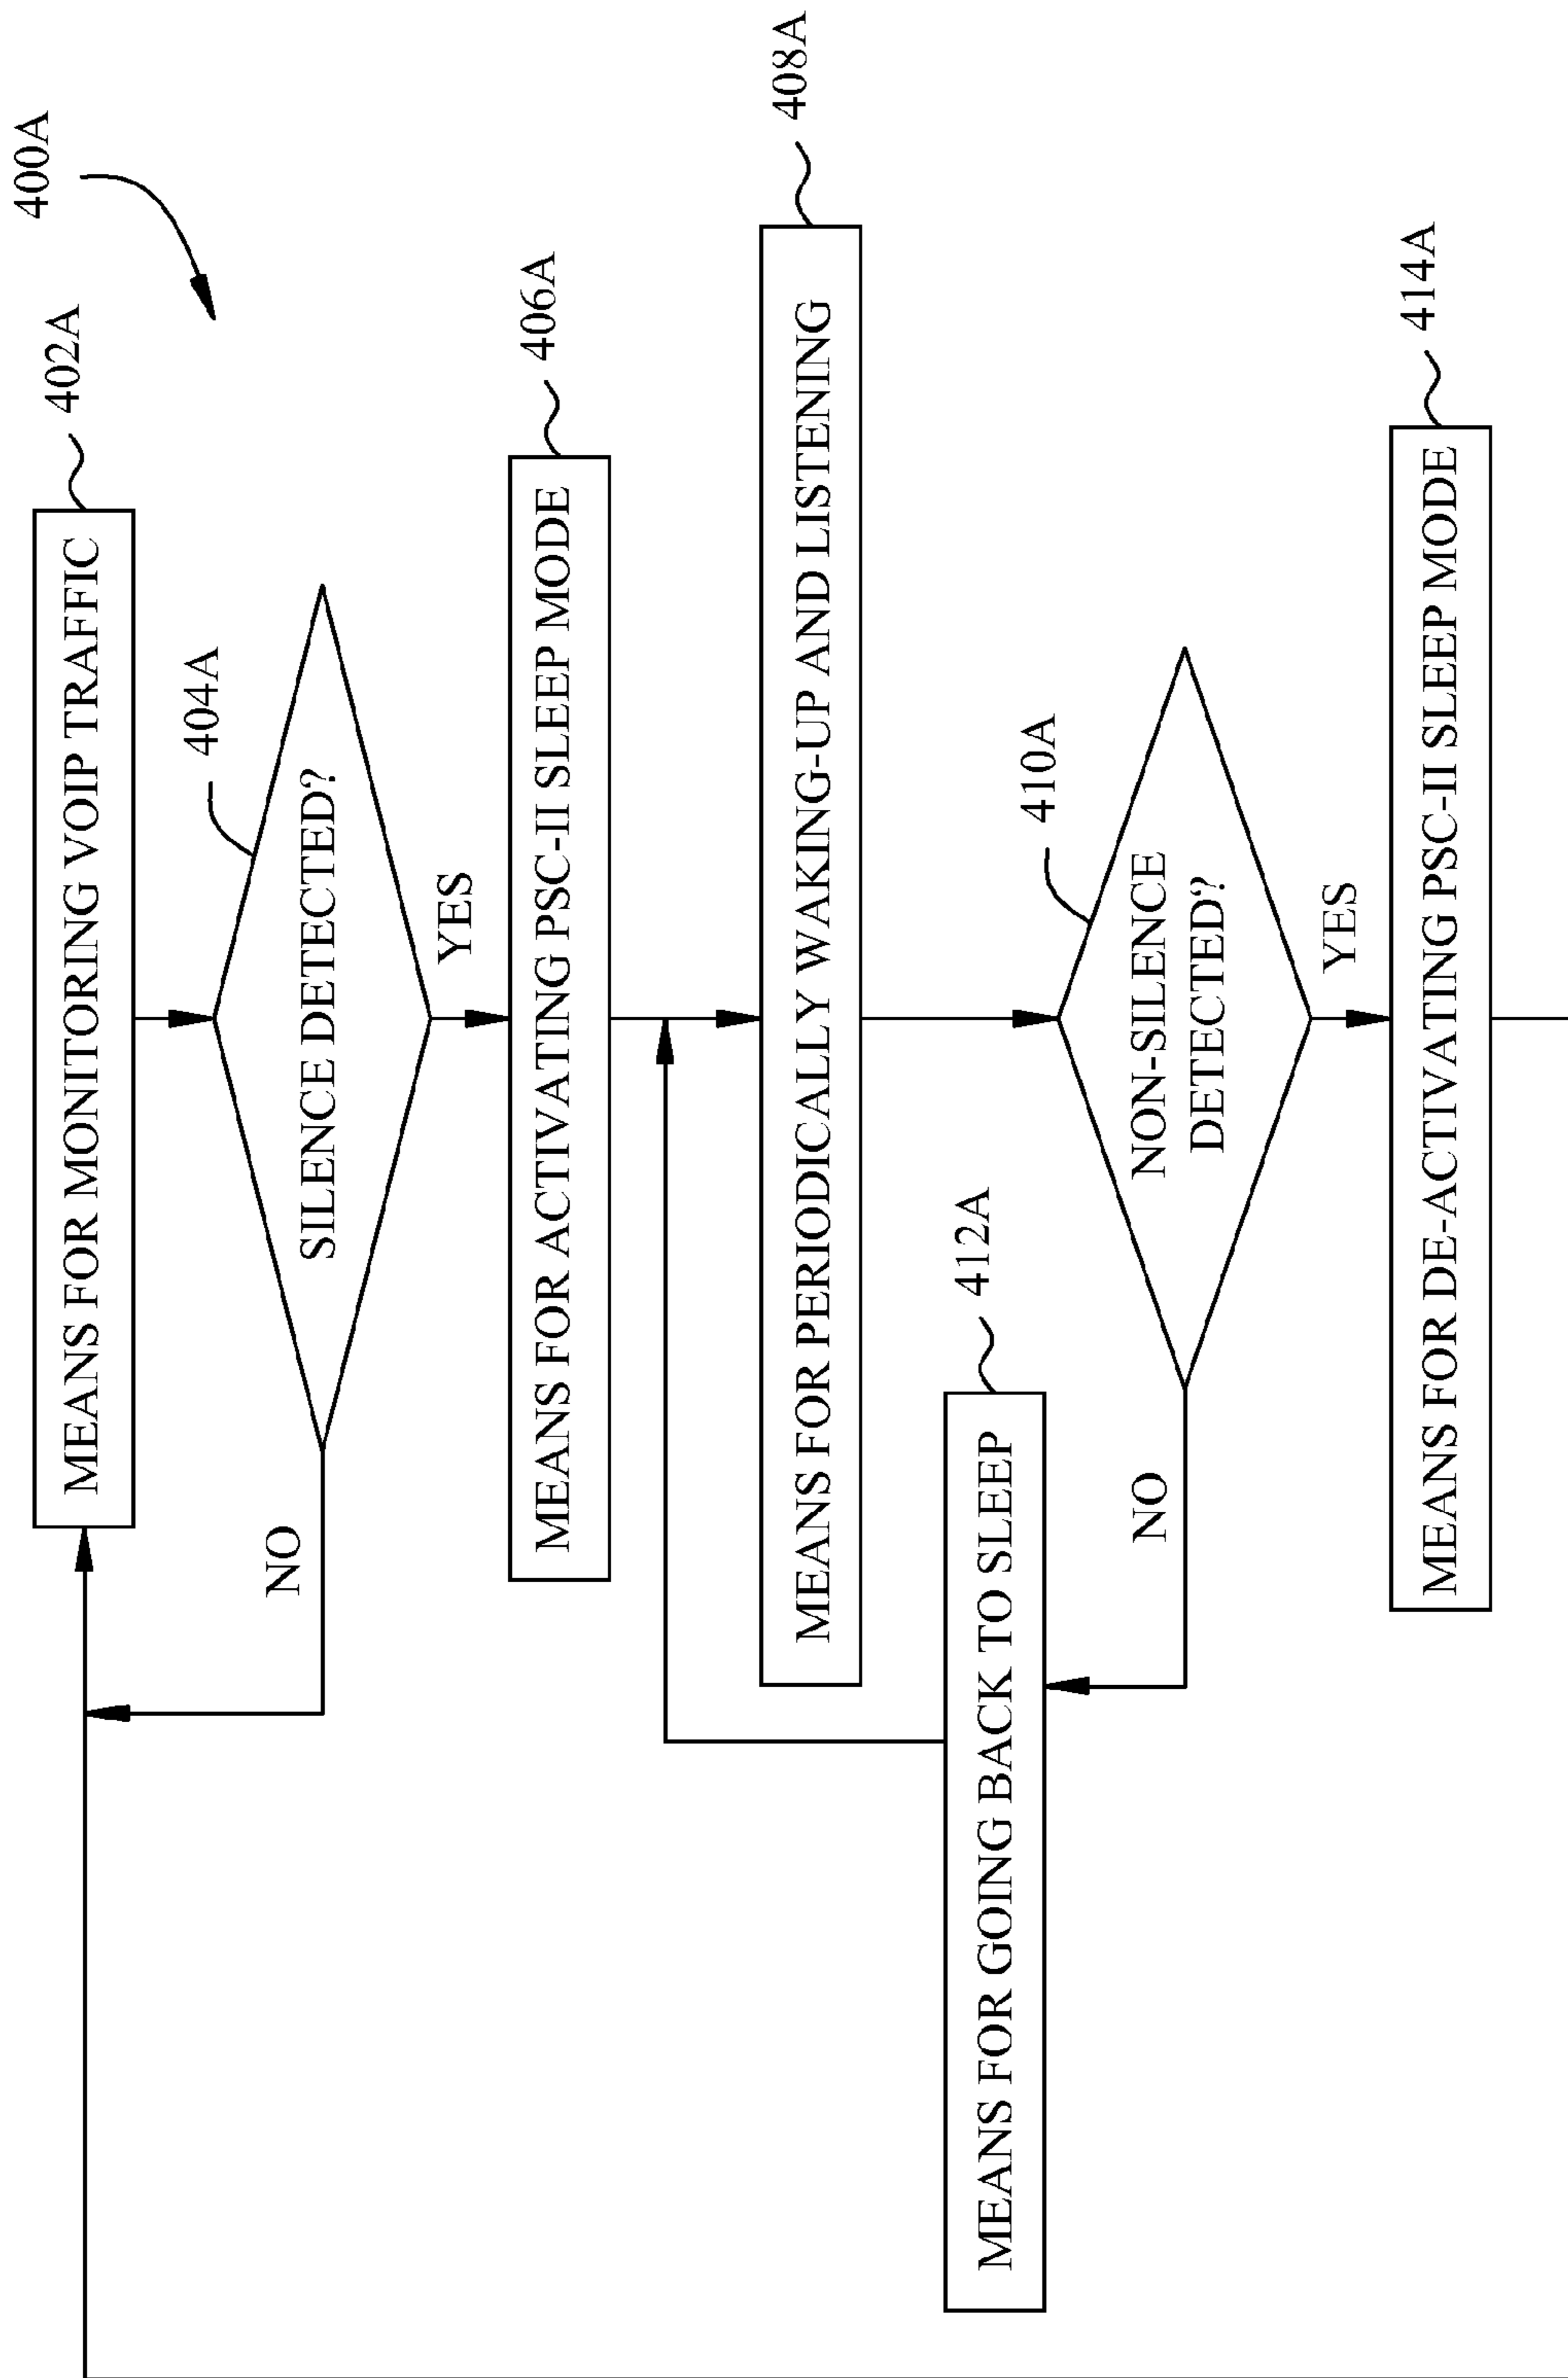 400A
402A
MEANS FOR MONITORING VOIP TRAFFIC
404A
SILENCE DETECTED?
NO
YES
406A
MEANS FOR ACTIVATING PSC-II SLEEP MODE
408A
MEANS FOR PERIODICALLY WAKING-UP AND LISTENING
410A
NON-SILENCE
DETECTED?
NO
412A
MEANS FOR GOING BACK TO SLEEP
YES
414A
MEANS FOR DE-ACTIVATING PSC-II SLEEP MODE